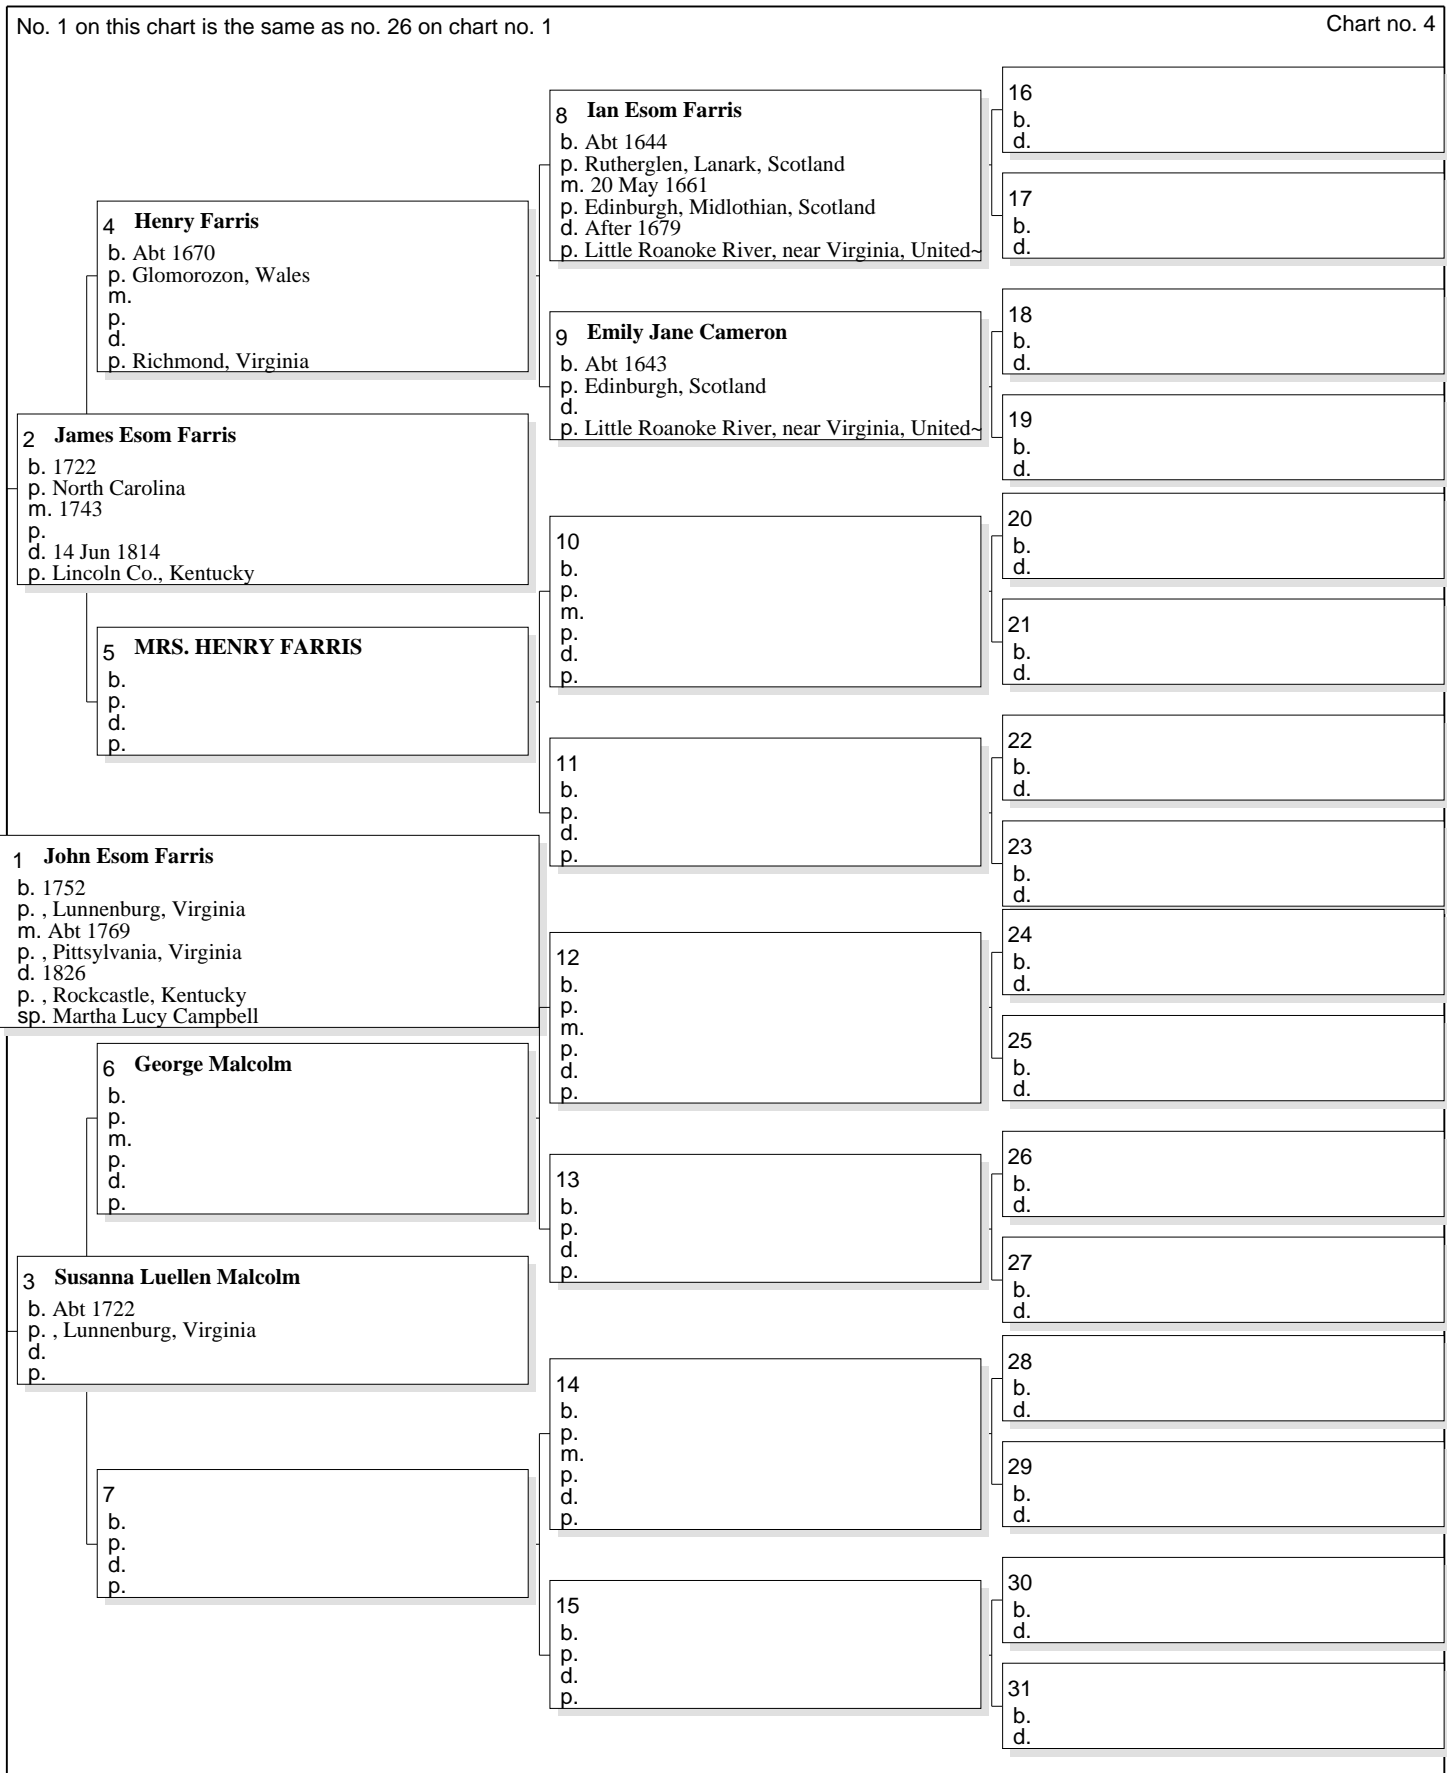 No. 1 on this chart is the same as no. 26 on chart no. 1
Chart no. 4
1 John Esom Farris
b. 1752
p. , Lunnenburg, Virginia
m. Abt 1769
p. , Pittsylvania, Virginia
d. 1826
p. , Rockcastle, Kentucky
sp. Martha Lucy Campbell
2 James Esom Farris
b. 1722
p. North Carolina
m. 1743
p.
d. 14 Jun 1814
p. Lincoln Co., Kentucky
3 Susanna Luellen Malcolm
b. Abt 1722
p. , Lunnenburg, Virginia
d.
p.
4 Henry Farris
b. Abt 1670
p. Glomorozon, Wales
m.
p.
d.
p. Richmond, Virginia
5 MRS. HENRY FARRIS
b.
p.
d.
p.
6 George Malcolm
b.
p.
m.
p.
d.
p.
7
b.
p.
d.
p.
8 Ian Esom Farris
b. Abt 1644
p. Rutherglen, Lanark, Scotland
m. 20 May 1661
p. Edinburgh, Midlothian, Scotland
d. After 1679
p. Little Roanoke River, near Virginia, United~
9 Emily Jane Cameron
b. Abt 1643
p. Edinburgh, Scotland
d.
p. Little Roanoke River, near Virginia, United~
10
b.
p.
m.
p.
d.
p.
11
b.
p.
d.
p.
12
b.
p.
m.
p.
d.
p.
13
b.
p.
d.
p.
14
b.
p.
m.
p.
d.
p.
15
b.
p.
d.
p.
16
b.
d.
17
b.
d.
18
b.
d.
19
b.
d.
20
b.
d.
21
b.
d.
22
b.
d.
23
b.
d.
24
b.
d.
25
b.
d.
26
b.
d.
27
b.
d.
28
b.
d.
29
b.
d.
30
b.
d.
31
b.
d.